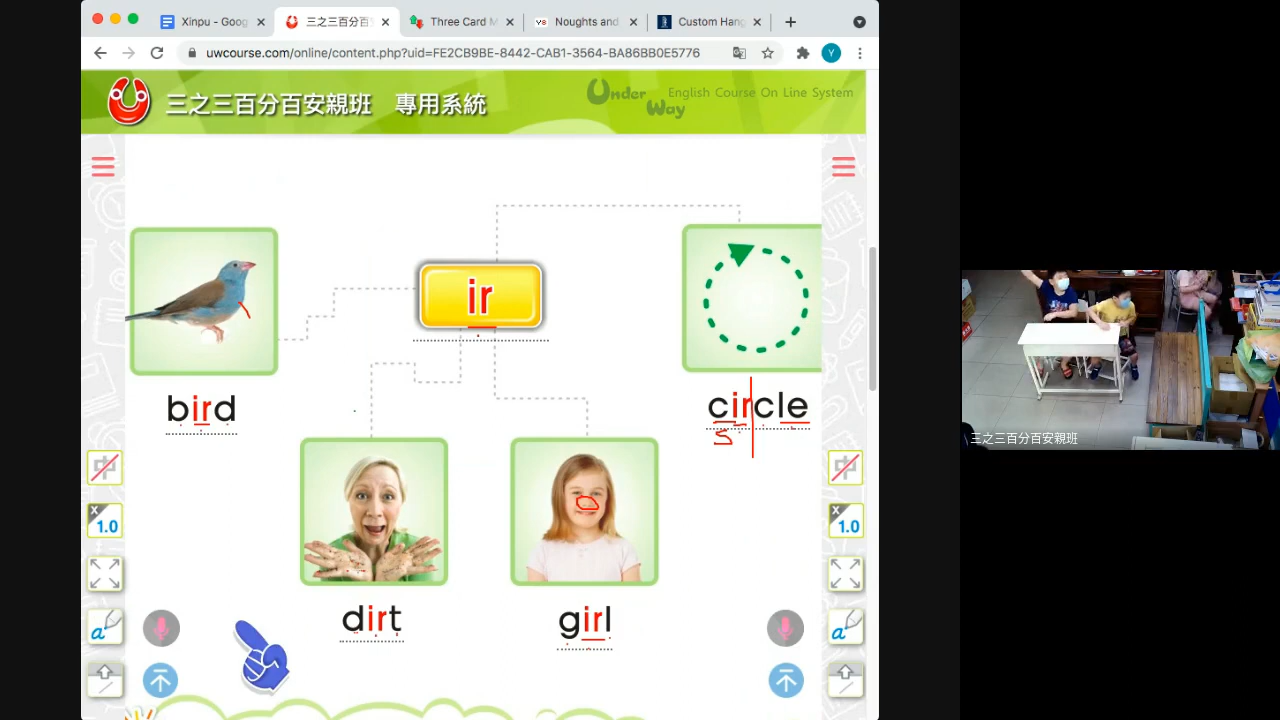 Xinpu - Goog
三之三百分百
Three Card M
Y8 Noughts and
Custom Hang
uwcourse.com/online/content.php?uid=FE2CB9BE-8442-CAB1-3564-BA86BB0E5776
Y
三之三百分百安親班 專用系統
Under Way
English Course On Line System
ir
bird
circle
s
dirt
girl
中
x 1.0
a
中
x 1.0
a
三之三百分百安親班